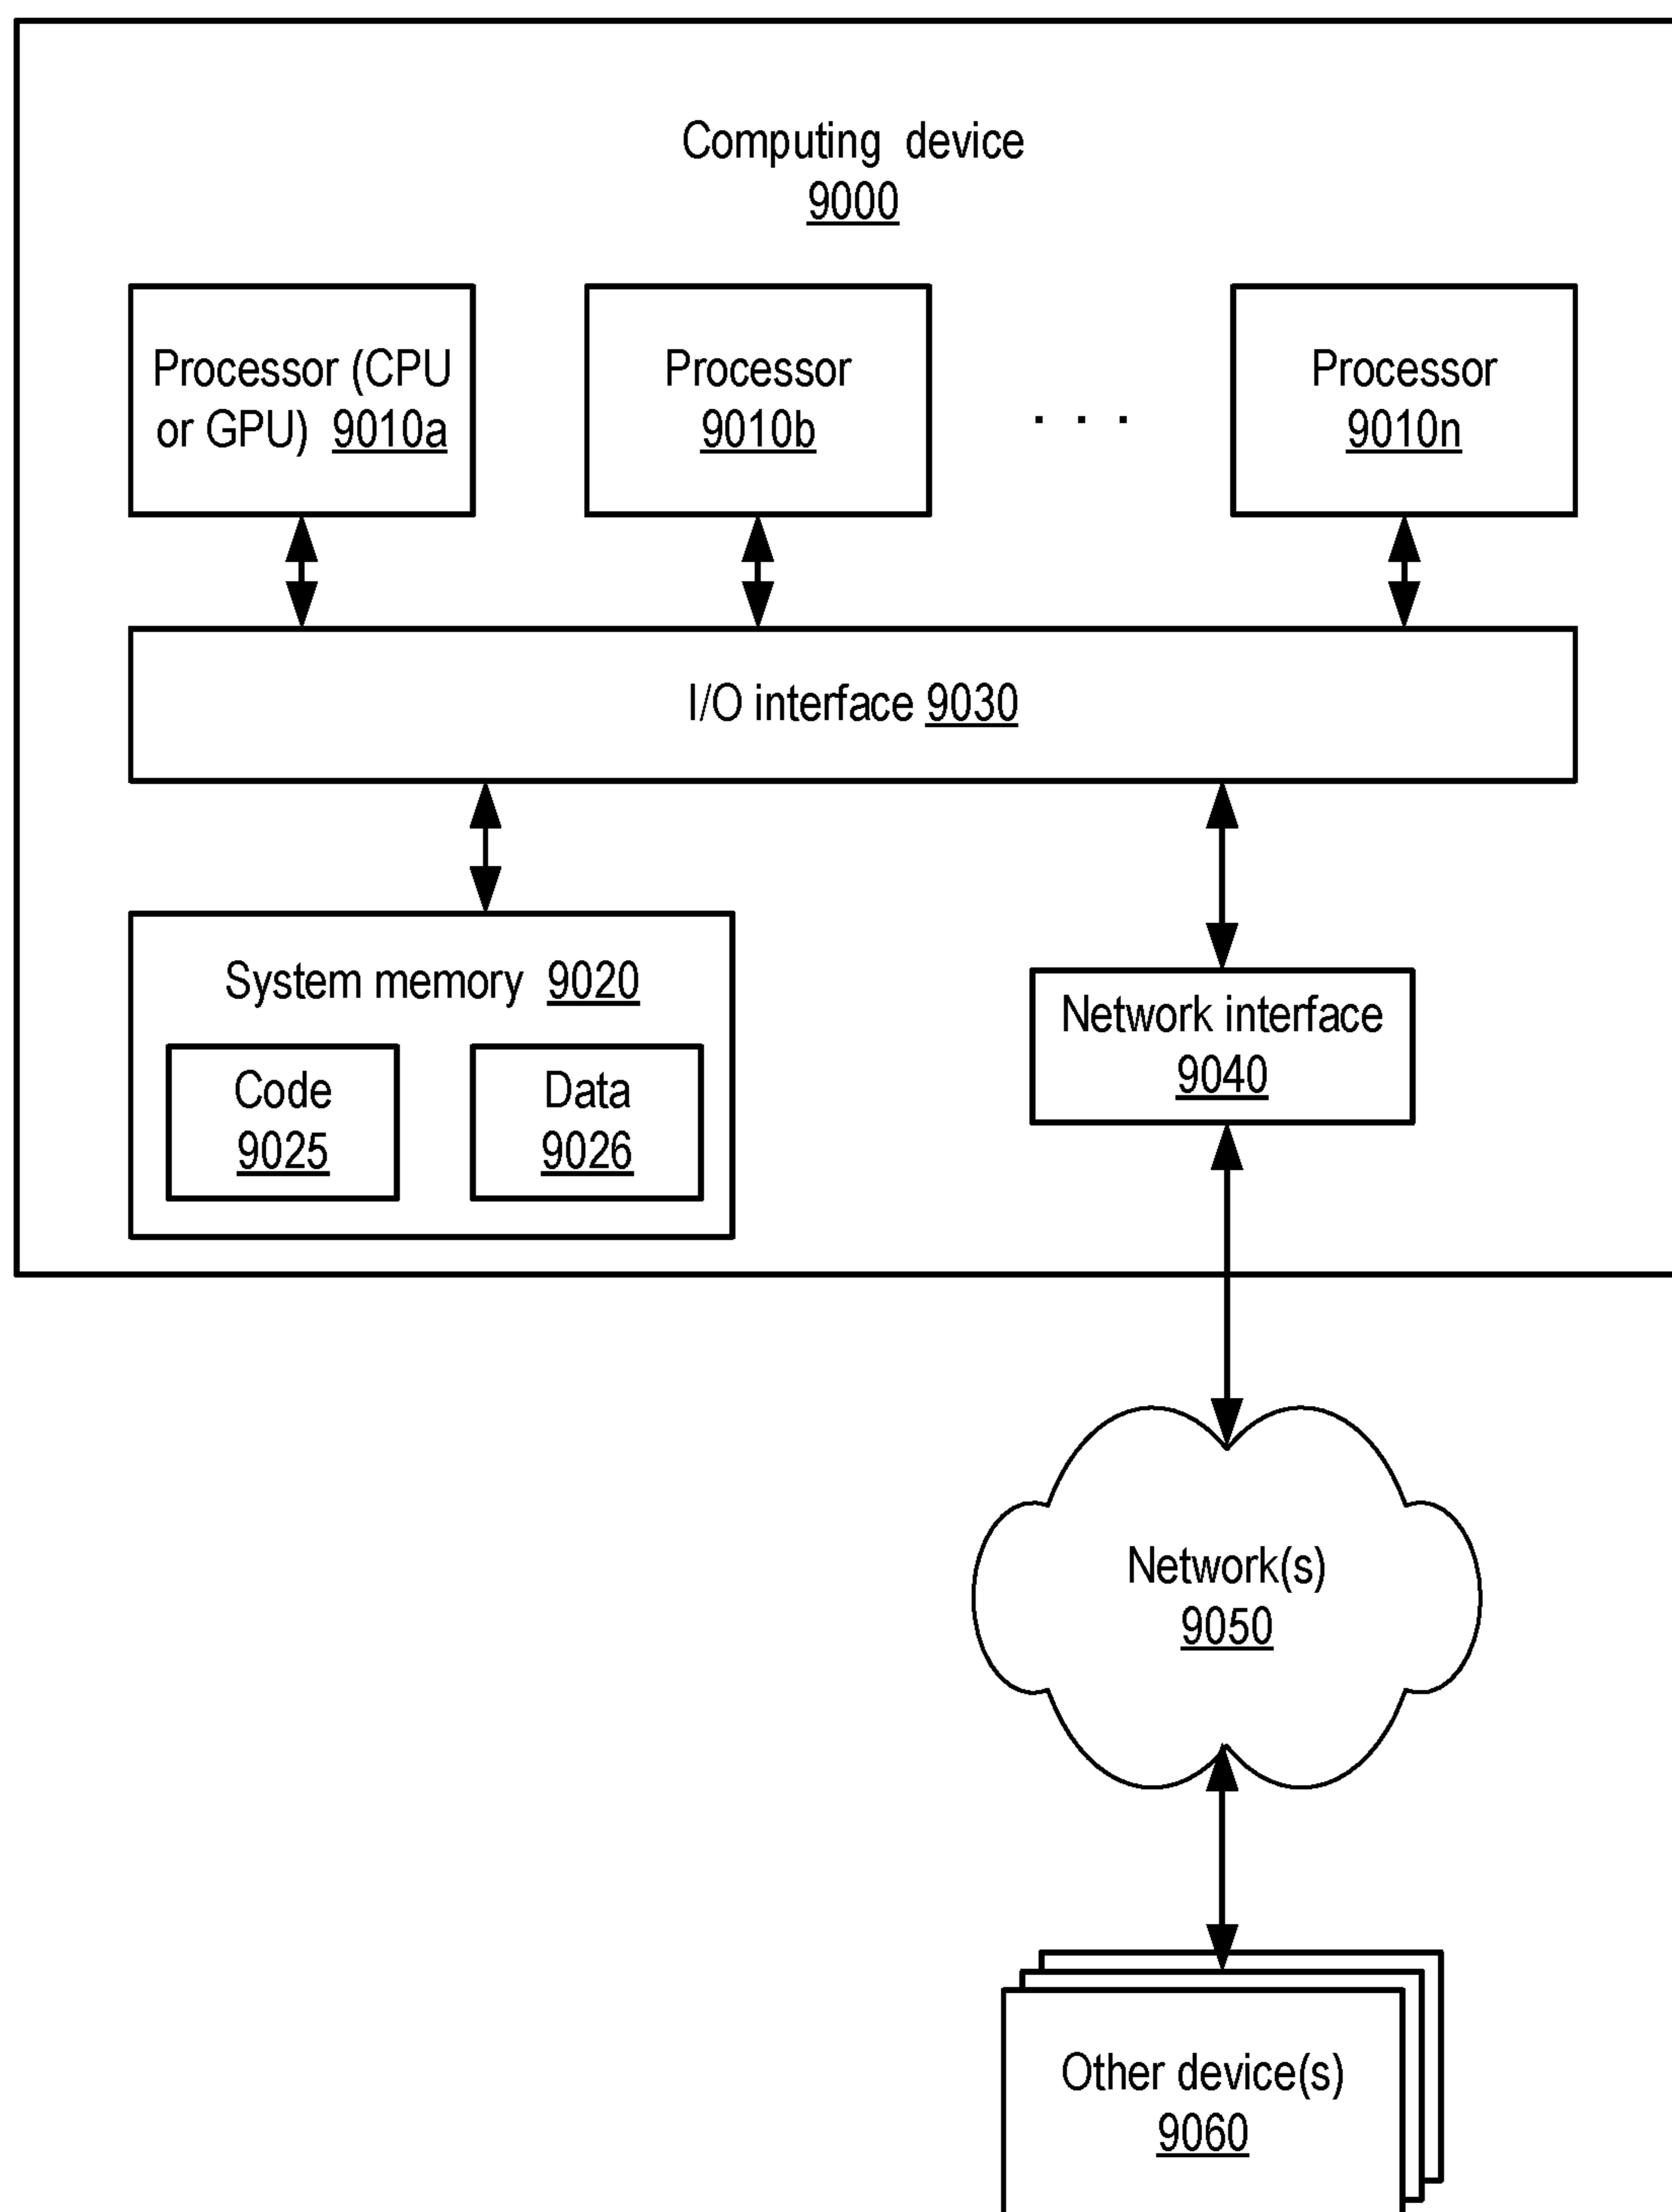 Computing device
9000
Processor (CPU
or GPU) 9010a
Processor
9010b
. . .
Processor
9010n
I/O interface 9030
System memory 9020
Code
9025
Data
9026
Network interface
9040
Network(s)
9050
Other device(s)
9060